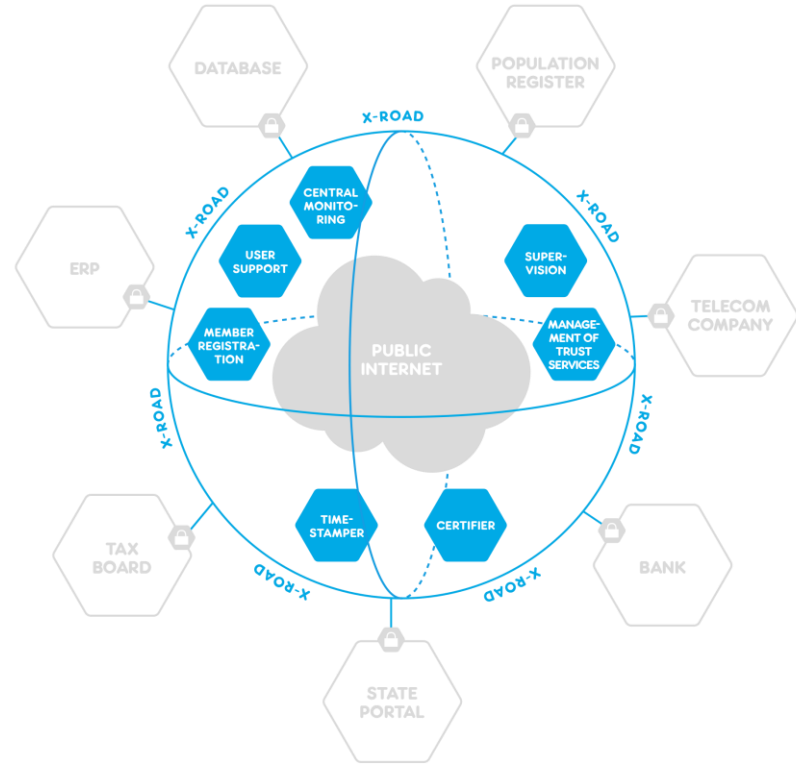 DATABASE
POPULATION
REGISTER
X-ROAD
CENTRAL
MONITO-
RING
X-ROAD
X-ROAD
USER
SUPPORT
SUPER-
VISION
ERP
TELECOM
COMPANY
MEMBER
REGISTRA-
TION
PUBLIC
INTERNET
MANAGE-
MENT OF
TRUST
SERVICES
X-ROAD
X-ROAD
TIME-
STAMPER
CERTIFIER
TAX
BOARD
BANK
X-ROAD
X-ROAD
STATE
PORTAL